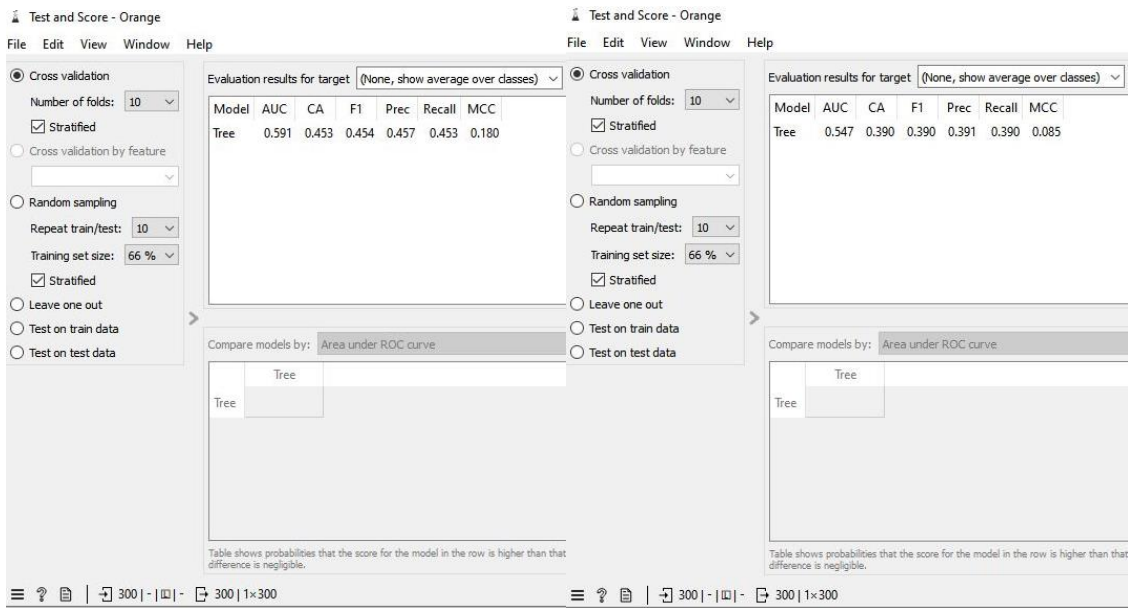 Test and Score - Orange
File Edit View Window Help
Cross validation
Number of folds: 10
Stratified
Cross validation by feature
Random sampling
Repeat train/test: 10
Training set size: 66 %
Stratified
Leave one out
Test on train data
Test on test data
Evaluation results for target (None, show average over classes)
Model AUC CA F1 Prec Recall MCC
Tree 0.591 0.453 0.454 0.457 0.453 0.180
Compare models by: Area under ROC curve
Tree
Tree
Table shows probabilities that the score for the model in the row is higher than that
difference is negligible.
300 | - | - 300 | 1×300
Test and Score - Orange
File Edit View Window Help
Cross validation
Number of folds: 10
Stratified
Cross validation by feature
Random sampling
Repeat train/test: 10
Training set size: 66 %
Stratified
Leave one out
Test on train data
Test on test data
Evaluation results for target (None, show average over classes)
Model AUC CA F1 Prec Recall MCC
Tree 0.547 0.390 0.390 0.391 0.390 0.085
Compare models by: Area under ROC curve
Tree
Tree
Table shows probabilities that the score for the model in the row is higher than that
difference is negligible.
300 | - | - 300 | 1×300